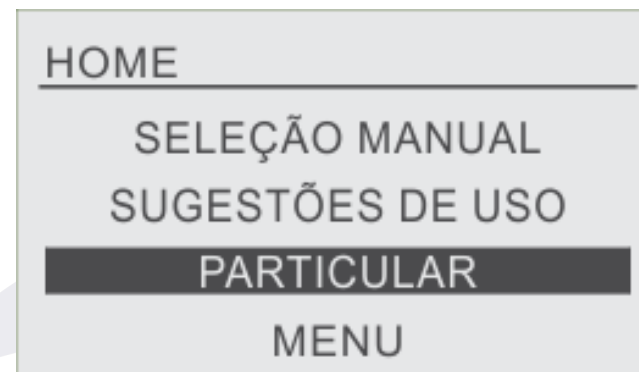 HOME
SELEÇÃO MANUAL
SUGESTÕES DE USO
PARTICULAR
MENU